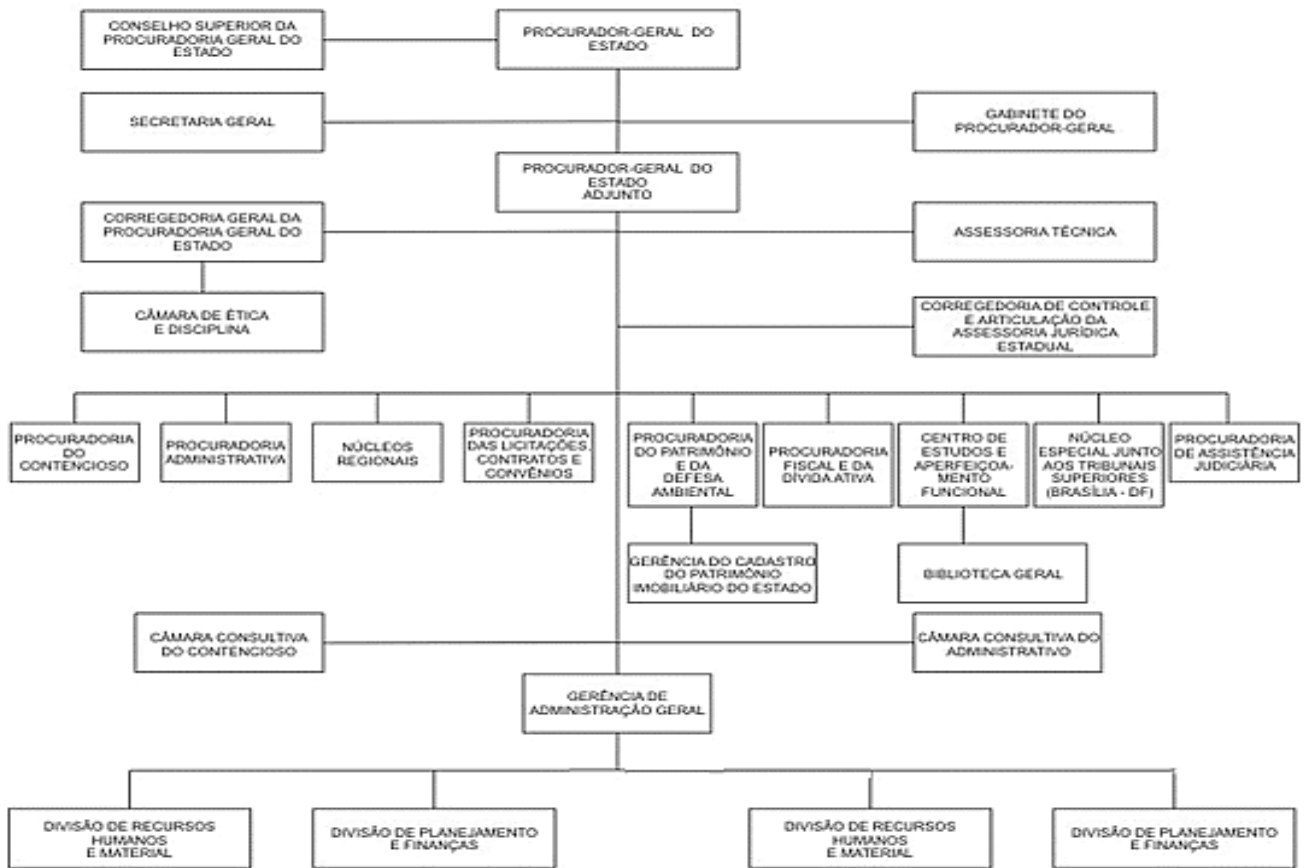 CONSELHO SUPERIOR DA
PROCURADORIA GERAL DO
ESTADO
PROCURADOR-GERAL DO
ESTADO
SECRETARIA GERAL
GABINETE DO
PROCURADOR-GERAL
PROCURADOR-GERAL DO
ESTADO
ADJUNTO
CORREGEDORIA GERAL DA
PROCURADORIA GERAL DO
ESTADO
ASSESSORIA TÉCNICA
CÂMARA DE ÉTICA
E DISCIPLINA
CORREGEDORIA DE CONTROLE
E ARTICULAÇÃO DA
ASSESSORIA JURÍDICA
ESTADUAL
PROCURADORIA
DO
CONTENCIOSO
PROCURADORIA
ADMINISTRATIVA
NÚCLEOS
REGIONAIS
PROCURADORIA
DAS LICITAÇÕES,
CONTRATOS E
CONVÊNIOS
PROCURADORIA
DO PATRIMÔNIO
E DA
DEFESA
AMBIENTAL
PROCURADORIA
FISCAL E DA
DÍVIDA ATIVA
CENTRO DE
ESTUDOS E
APERFEIÇOA-
MENTO
FUNCIONAL
NÚCLEO
ESPECIAL JUNTO
AOS TRIBUNAIS
SUPERIORES
(BRASÍLIA - DF)
PROCURADORIA
DE ASSISTÊNCIA
JUDICIÁRIA
GERÊNCIA DO CADASTRO
DO PATRIMÔNIO
IMOBILIÁRIO DO ESTADO
BIBLIOTECA GERAL
CÂMARA CONSULTIVA
DO CONTENCIOSO
CÂMARA CONSULTIVA DO
ADMINISTRATIVO
GERÊNCIA DE
ADMINISTRAÇÃO GERAL
DIVISÃO DE RECURSOS
HUMANOS
E MATERIAL
DIVISÃO DE PLANEJAMENTO
E FINANÇAS
DIVISÃO DE RECURSOS
HUMANOS
E MATERIAL
DIVISÃO DE PLANEJAMENTO
E FINANÇAS